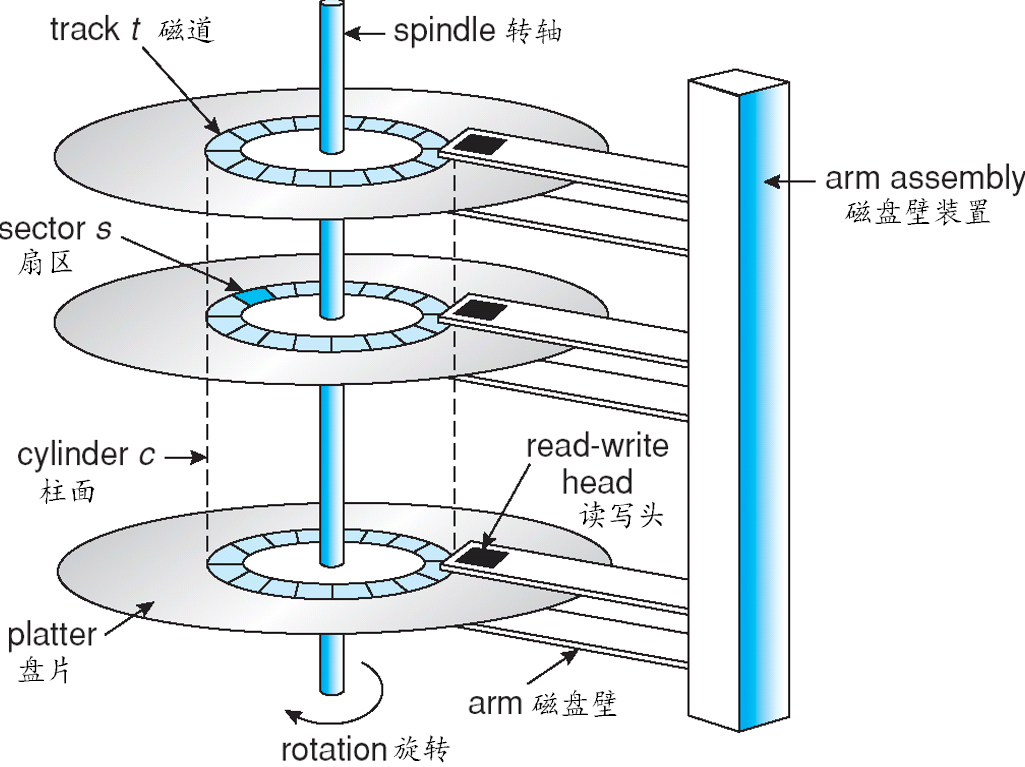 track t 磁道
spindle 转轴
arm assembly
磁盘壁装置
sector s
扇区
cylinder c
柱面
read-write
head
读写头
platter
盘片
arm 磁盘壁
rotation 旋转